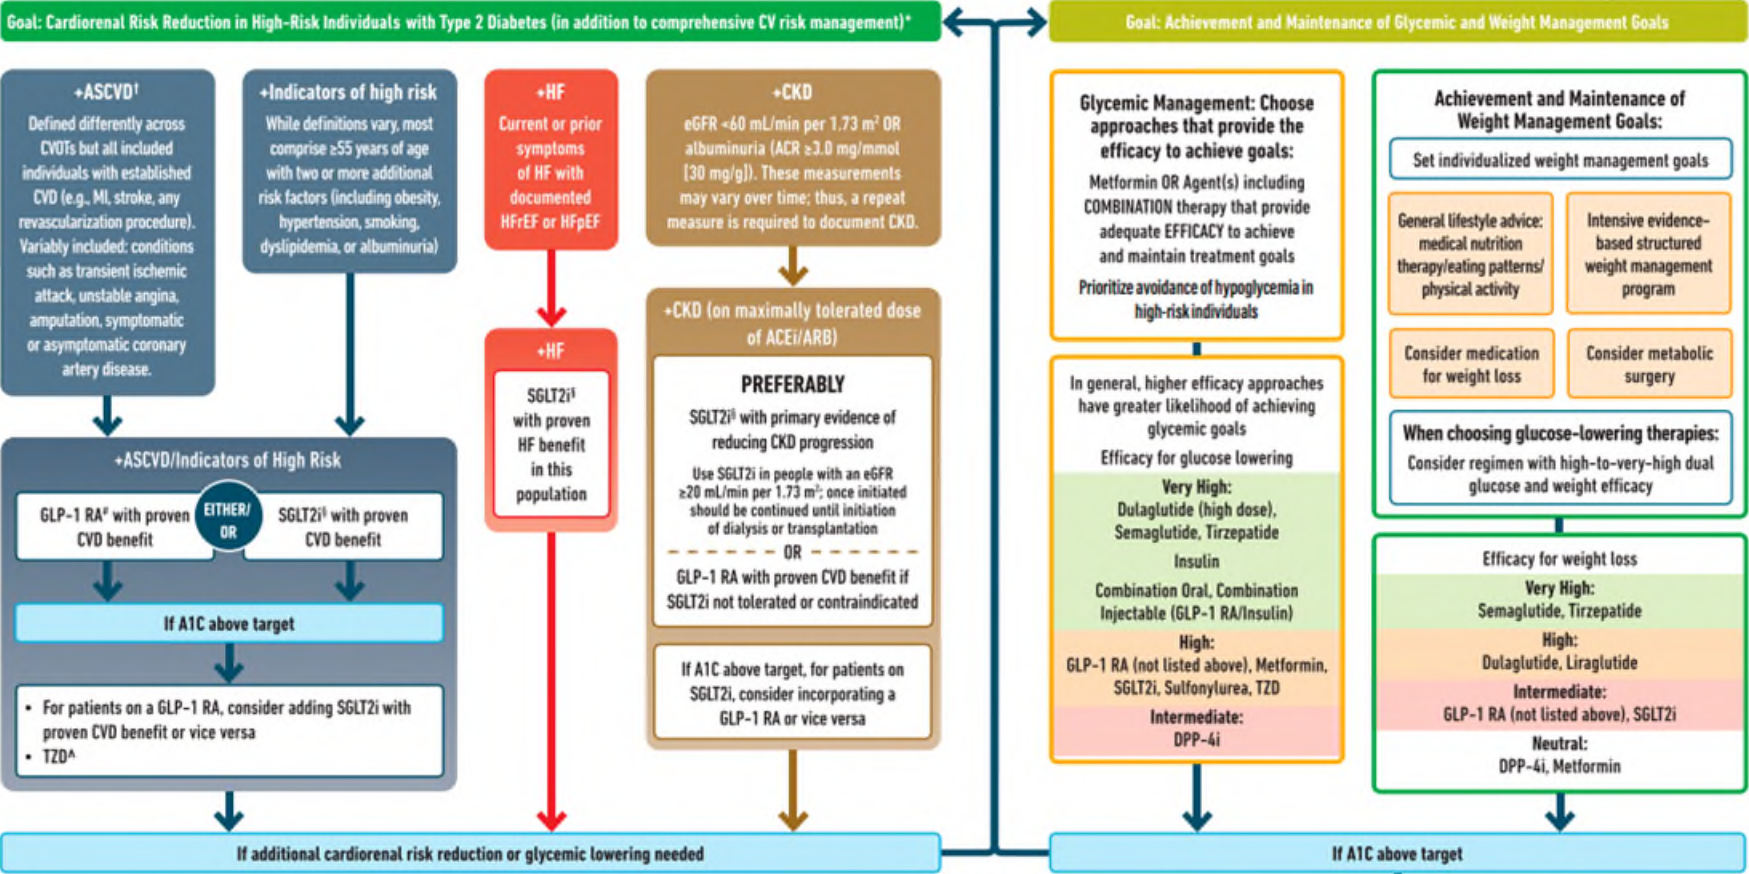 Goal: Cardiorenal Risk Reduction in High-Risk Individuals with Type 2 Diabetes (in addition to comprehensive CV risk management)*
+ASCVD†
Defined differently across
CVOTs but all included
individuals with established
CVD (e.g., MI, stroke, any
revascularization procedure).
Variably included: conditions
such as transient ischemic
attack, unstable angina,
amputation, symptomatic
or asymptomatic coronary
artery disease.
+Indicators of high risk
While definitions vary, most
comprise ≥55 years of age
with two or more additional
risk factors (including obesity,
hypertension, smoking,
dyslipidemia, or albuminuria)
+ASCVD/Indicators of High Risk
GLP-1 RA# with proven
CVD benefit
EITHER/
OR
SGLT2i§ with proven
CVD benefit
If A1C above target
• For patients on a GLP-1 RA, consider adding SGLT2i with
proven CVD benefit or vice versa
• TZD^
+HF
Current or prior
symptoms
of HF with
documented
HFrEF or HFpEF
+HF
SGLT2i§
with proven
HF benefit
in this
population
+CKD
eGFR <60 mL/min per 1.73 m² OR
albuminuria (ACR ≥3.0 mg/mmol
[30 mg/g]). These measurements
may vary over time; thus, a repeat
measure is required to document CKD.
+CKD (on maximally tolerated dose
of ACEi/ARB)
PREFERABLY
SGLT2i§ with primary evidence of
reducing CKD progression
Use SGLT2i in people with an eGFR
≥20 mL/min per 1.73 m²; once initiated
should be continued until initiation
of dialysis or transplantation
OR
GLP-1 RA with proven CVD benefit if
SGLT2i not tolerated or contraindicated
If A1C above target, for patients on
SGLT2i, consider incorporating a
GLP-1 RA or vice versa
If additional cardiorenal risk reduction or glycemic lowering needed
Goal: Achievement and Maintenance of Glycemic and Weight Management Goals
Glycemic Management: Choose
approaches that provide the
efficacy to achieve goals:
Metformin OR Agent(s) including
COMBINATION therapy that provide
adequate EFFICACY to achieve
and maintain treatment goals
Prioritize avoidance of hypoglycemia in
high-risk individuals
In general, higher efficacy approaches
have greater likelihood of achieving
glycemic goals
Efficacy for glucose lowering
Very High:
Dulaglutide (high dose),
Semaglutide, Tirzepatide
Insulin
Combination Oral, Combination
Injectable (GLP-1 RA/Insulin)
High:
GLP-1 RA (not listed above), Metformin,
SGLT2i, Sulfonylurea, TZD
Intermediate:
DPP-4i
Achievement and Maintenance of
Weight Management Goals:
Set individualized weight management goals
General lifestyle advice:
medical nutrition
therapy/eating patterns/
physical activity
Intensive evidence-
based structured
weight management
program
Consider medication
for weight loss
Consider metabolic
surgery
When choosing glucose-lowering therapies:
Consider regimen with high-to-very-high dual
glucose and weight efficacy
Efficacy for weight loss
Very High:
Semaglutide, Tirzepatide
High:
Dulaglutide, Liraglutide
Intermediate:
GLP-1 RA (not listed above), SGLT2i
Neutral:
DPP-4i, Metformin
If A1C above target